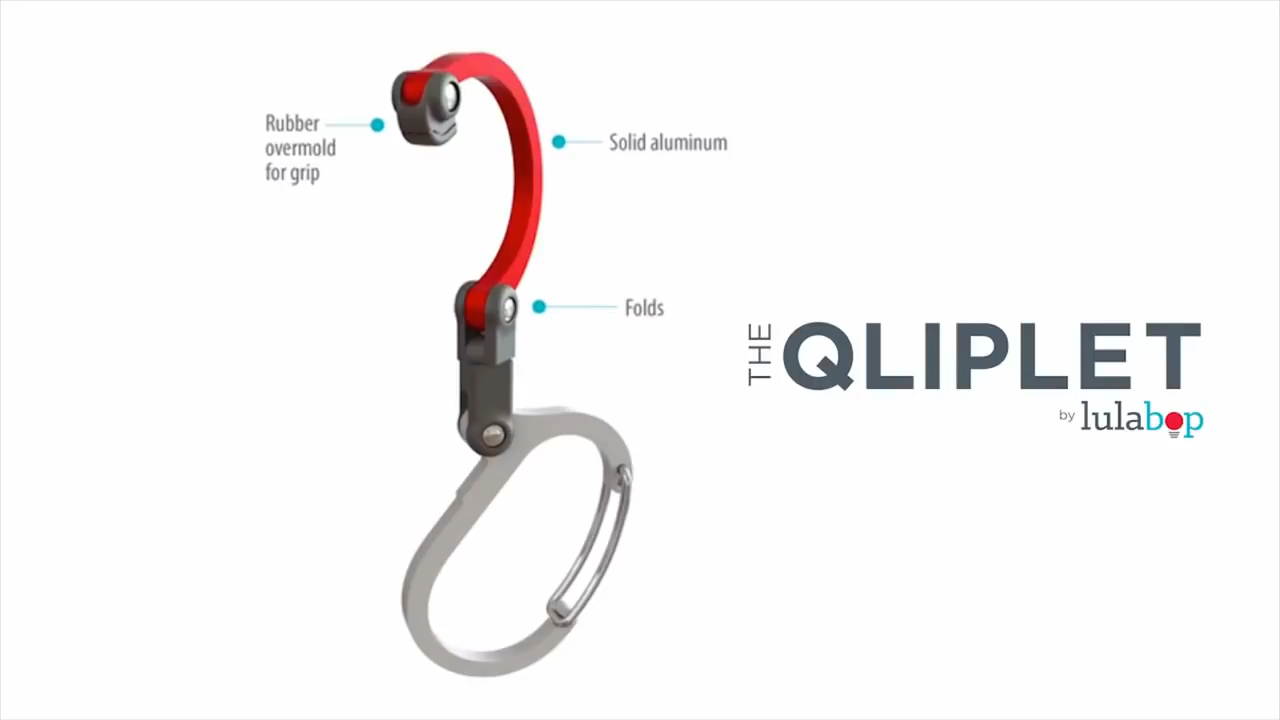 Rubber
overmold
for grip
Solid aluminum
Folds
THE QLIPLET
by lulabop